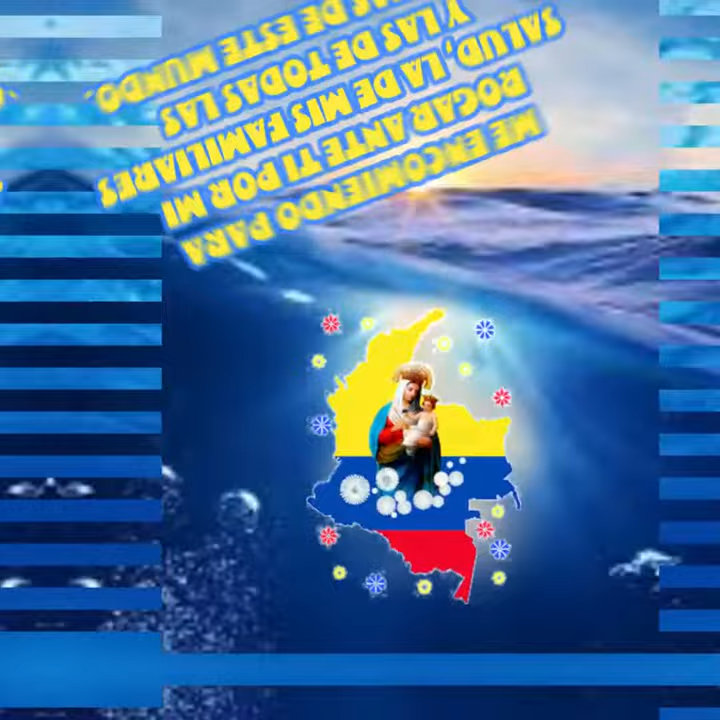 ME ENCOMIENDO PARA
ROGAR ANTE TI POR MI
SALUD, LA DE MIS FAMILIARES
Y LAS DE TODAS LAS
DE ESTE MUNDO.